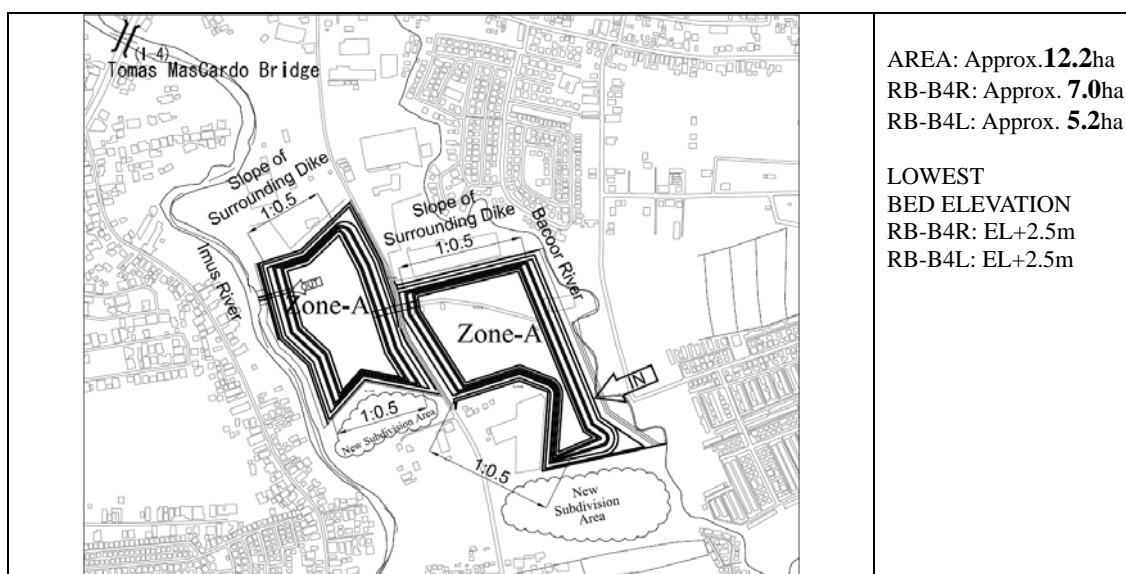 (I-4)
Tomas MasCardo Bridge
Slope of
Surrounding Dike
1:0.5
Slope of
Surrounding Dike
1:0.5
Bacoor River
Imus River
OUT
Zone-A
Zone-A
IN
1:0.5
New Subdivision Area
1:0.5
New
Subdivision
Area
AREA: Approx.12.2ha
RB-B4R: Approx. 7.0ha
RB-B4L: Approx. 5.2ha
LOWEST
BED ELEVATION
RB-B4R: EL+2.5m
RB-B4L: EL+2.5m